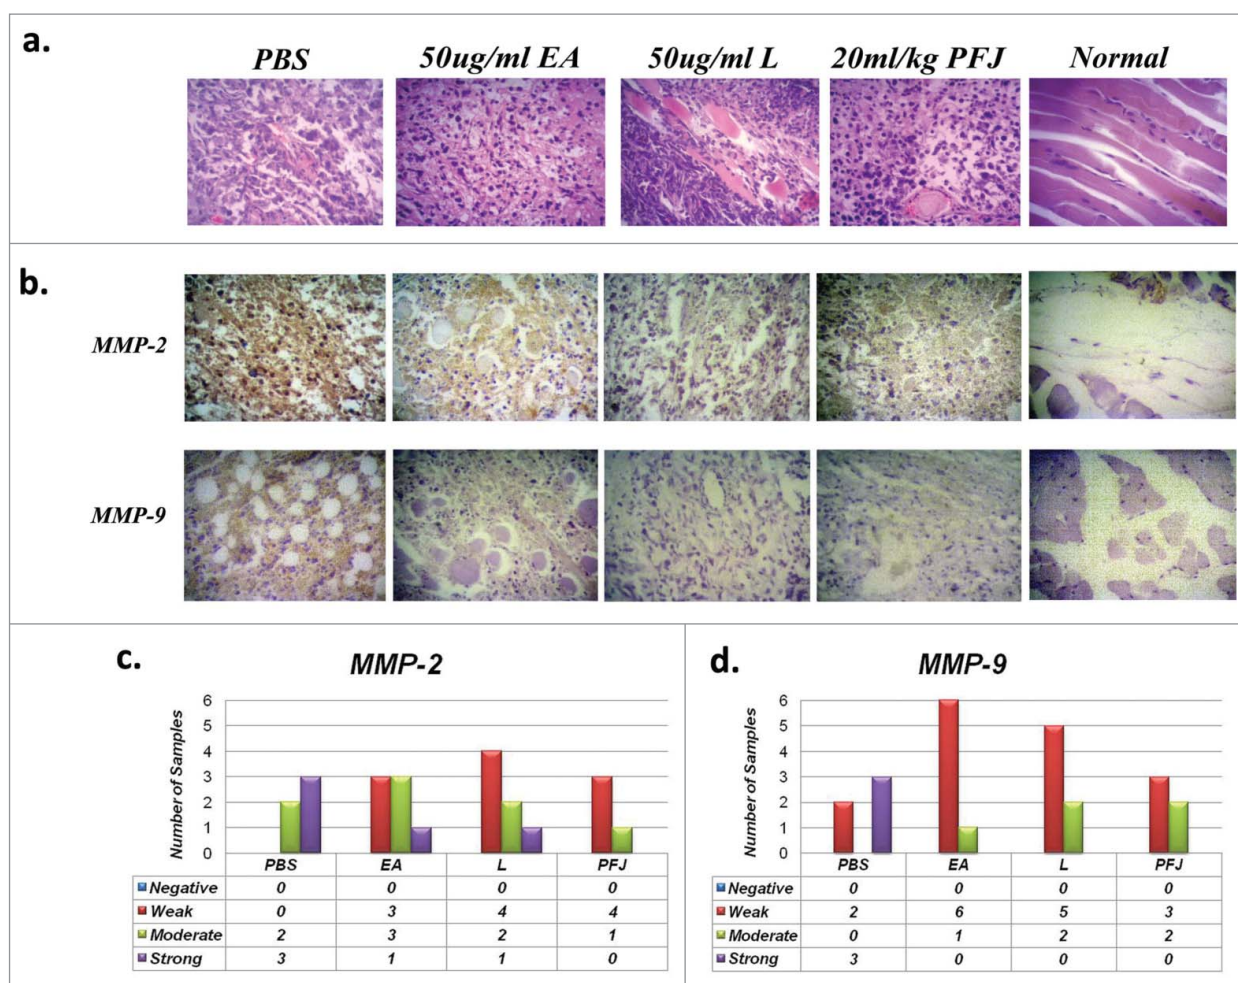 a.
PBS 50ug/ml EA 50ug/ml L 20ml/kg PFJ Normal
b.
MMP-2
MMP-9
c.
MMP-2
Number of Samples
6
5
4
3
2
1
0
PBS EA L PFJ
Negative 0 0 0 0
Weak 0 3 4 4
Moderate 2 3 2 1
Strong 3 1 1 0
d.
MMP-9
Number of Samples
6
5
4
3
2
1
0
PBS EA L PFJ
Negative 0 0 0 0
Weak 2 6 5 3
Moderate 0 1 2 2
Strong 3 0 0 0